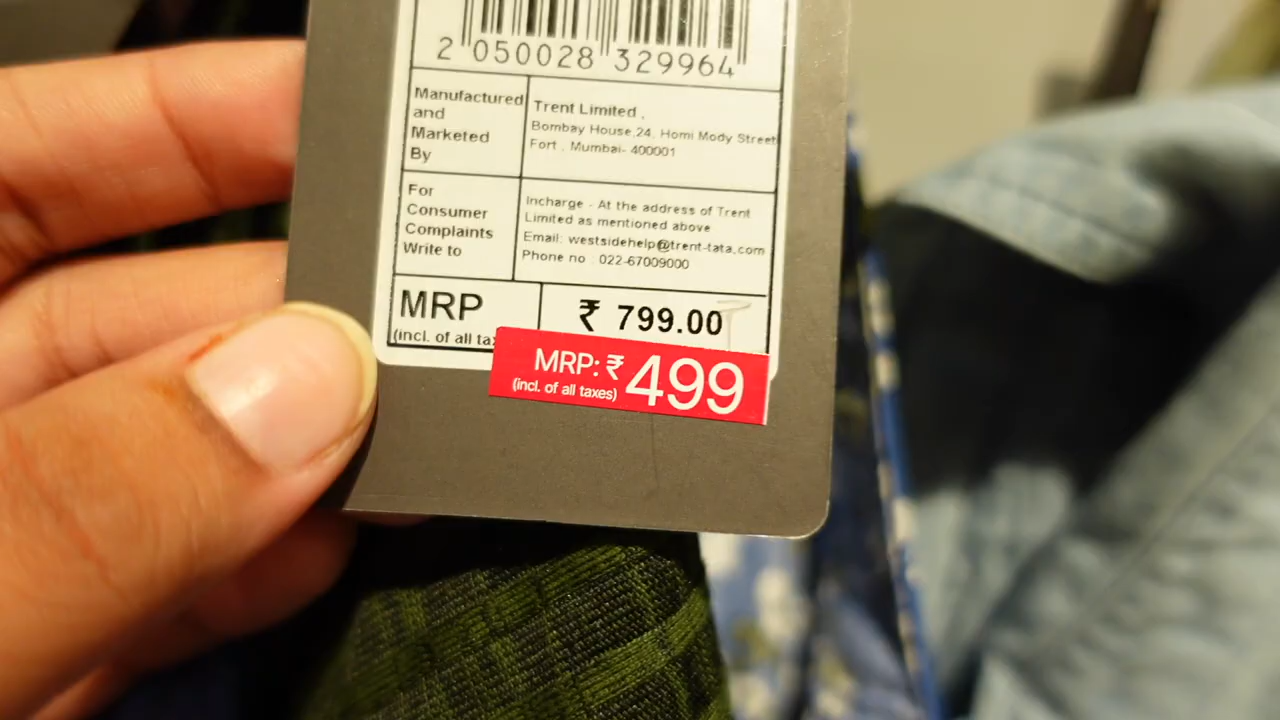 2 050028 329964
Manufactured
and
Marketed
By
Trent Limited ,
Bombay House,24, Homi Mody Street
Fort , Mumbai- 400001
For
Consumer
Complaints
Write to
Incharge - At the address of Trent
Limited as mentioned above
Email: westsidehelp@trent-tata.com
Phone no : 022-67009000
MRP
(incl. of all tax
₹ 799.00
MRP: ₹ 499
(incl. of all taxes)